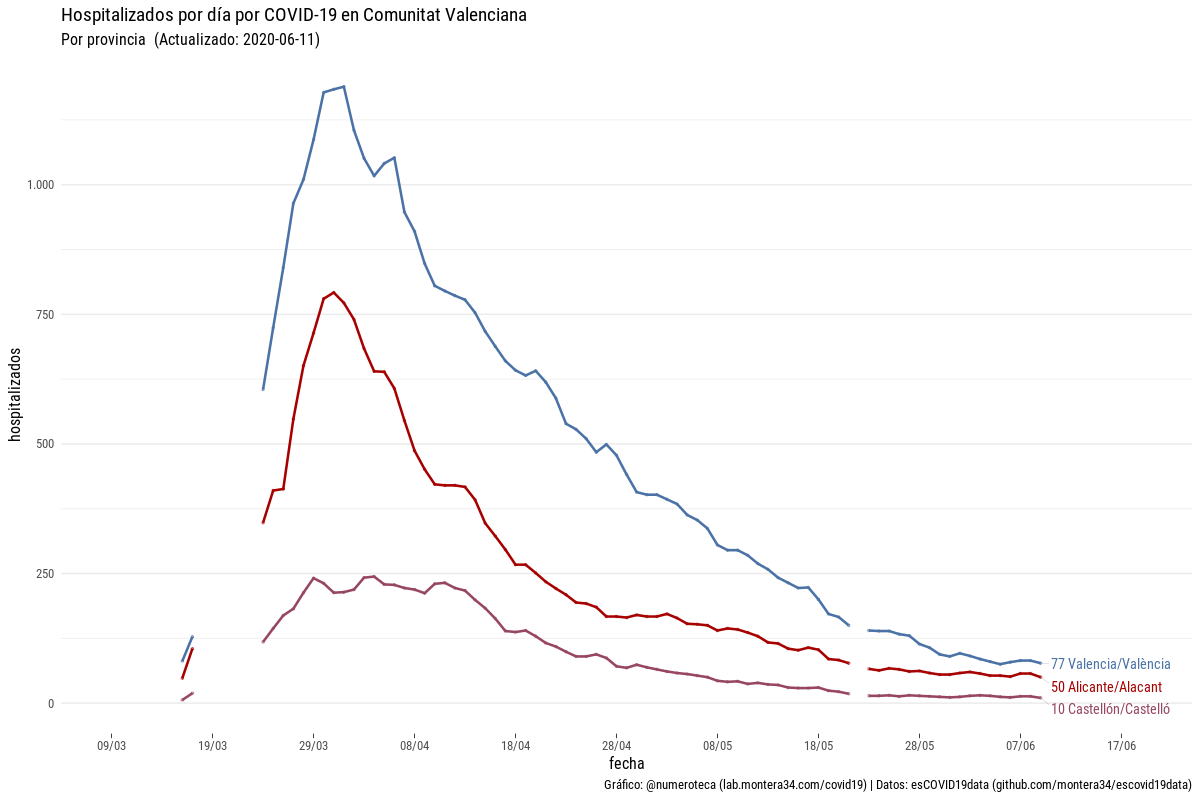 Hospitalizados por día por COVID-19 en Comunitat Valenciana
Por provincia  (Actualizado: 2020-06-11)
hospitalizados
1.000
750
500
250
0
77 Valencia/València
50 Alicante/Alacant
10 Castellón/Castelló
09/03
19/03
29/03
08/04
18/04
28/04
08/05
18/05
28/05
07/06
17/06
fecha
Gráfico: @numeroteca (lab.montera34.com/covid19) | Datos: esCOVID19data (github.com/montera34/escovid19data)